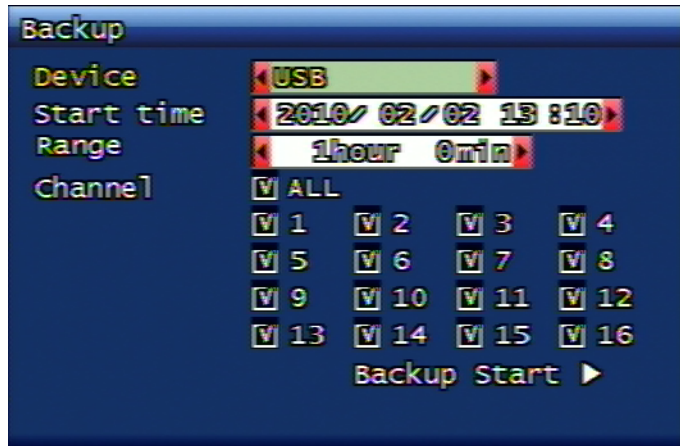 Backup
Device USB
Start time 2010/ 02/02 13:10
Range 1hour 0min
Channel ALL
1 2 3 4
5 6 7 8
9 10 11 12
13 14 15 16
Backup Start